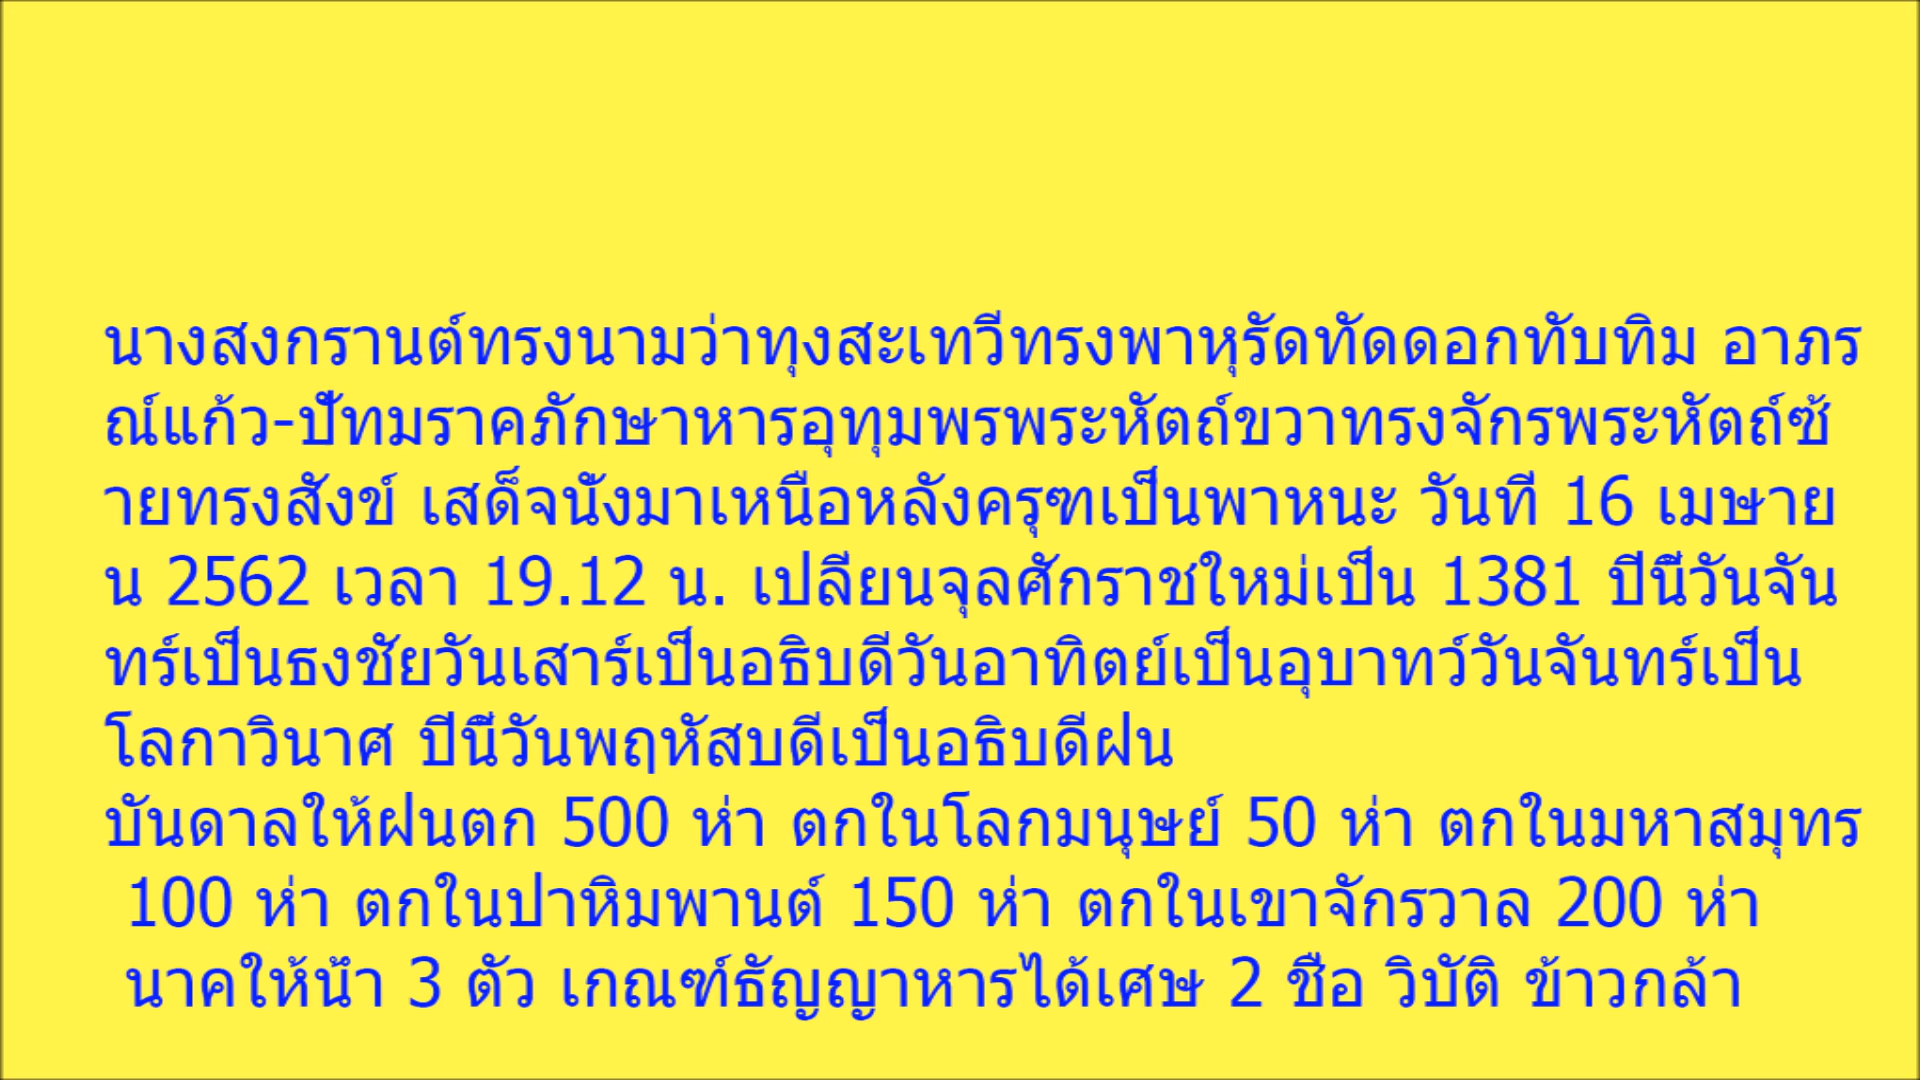 นางสงกรานต์ทรงนามว่าทุงสะเทวีทรงพาหุรัดทัดดอกทับทิม อาภร
ณ์แก้ว-ปัทมราคภักษาหารอุทุมพรพระหัตถ์ขวาทรงจักรพระหัตถ์ซ้
ายทรงสังข์ เสด็จนั่งมาเหนือหลังครุฑเป็นพาหนะ วันที่ 16 เมษาย
น 2562 เวลา 19.12 น. เปลี่ยนจุลศักราชใหม่เป็น 1381 ปีนี้วันจัน
ทร์เป็นธงชัยวันเสาร์เป็นอธิบดีวันอาทิตย์เป็นอุบาทว์วันจันทร์เป็น
โลกาวินาศ ปีนี้วันพฤหัสบดีเป็นอธิบดีฝน
บันดาลให้ฝนตก 500 ห่า ตกในโลกมนุษย์ 50 ห่า ตกในมหาสมุทร
100 ห่า ตกในป่าหิมพานต์ 150 ห่า ตกในเขาจักรวาล 200 ห่า
นาคให้น้ำ 3 ตัว เกณฑ์ธัญญาหารได้เศษ 2 ชื่อ วิบัติ ข้าวกล้า